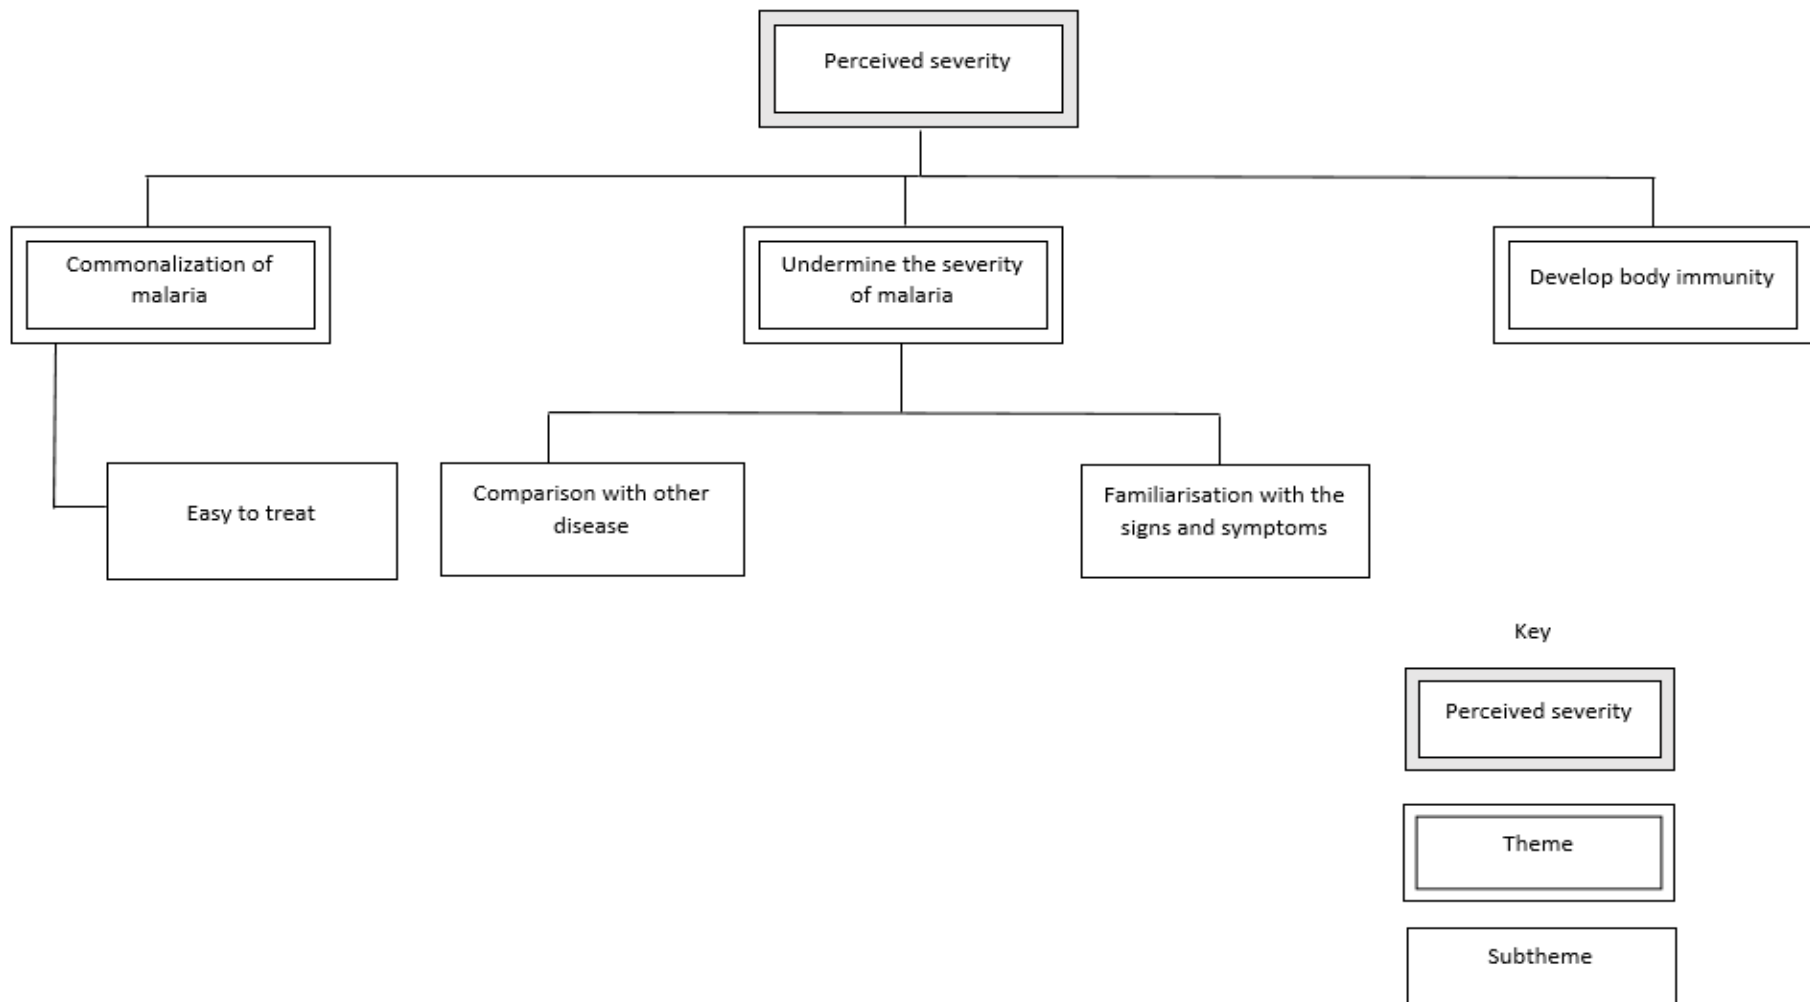 Perceived severity
Commonalization of
malaria
Undermine the severity
of malaria
Develop body immunity
Easy to treat
Comparison with other
disease
Familiarisation with the
signs and symptoms
Key
Perceived severity
Theme
Subtheme